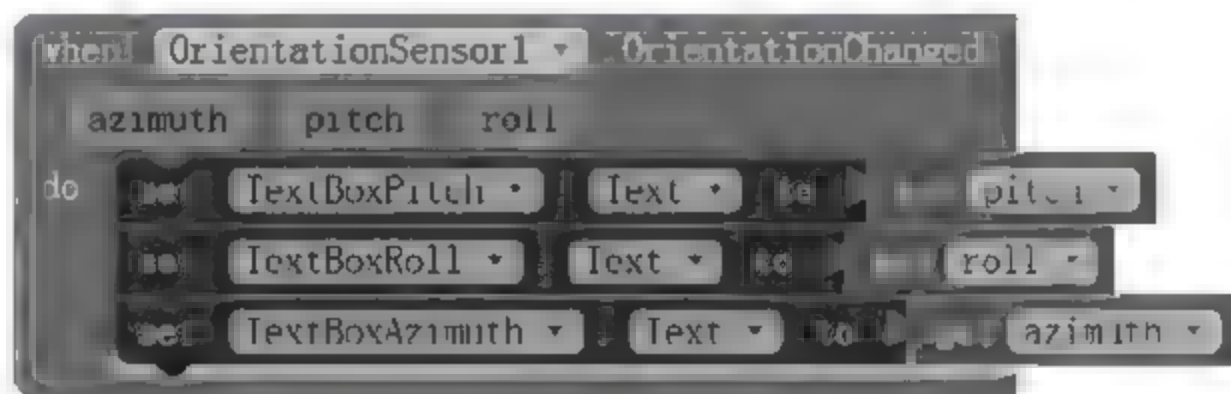 when OrientationSensor1 .OrientationChanged
azimuth pitch roll
do set TextBoxPitch . Text to get pitch
set TextBoxRoll . Text to get roll
set TextBoxAzimuth . Text to get azimuth